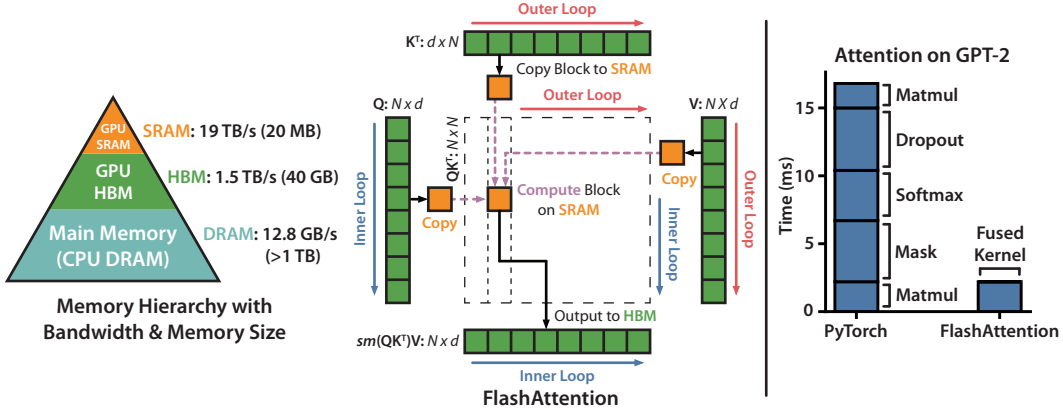 GPU
SRAM
GPU
HBM
Main Memory
(CPU DRAM)
SRAM: 19 TB/s (20 MB)
HBM: 1.5 TB/s (40 GB)
DRAM: 12.8 GB/s
(>1 TB)
Memory Hierarchy with
Bandwidth & Memory Size
Outer Loop
Kᵀ: d x N
Copy Block to SRAM
Outer Loop
Q: N x d
QKᵀ: N x N
V: N X d
Inner Loop
Copy
Compute Block
on SRAM
Copy
Inner Loop
Outer Loop
Output to HBM
sm(QKᵀ)V: N x d
Inner Loop
FlashAttention
Attention on GPT-2
Time (ms)
15
10
5
0
Matmul
Dropout
Softmax
Mask
Matmul
Fused
Kernel
PyTorch
FlashAttention